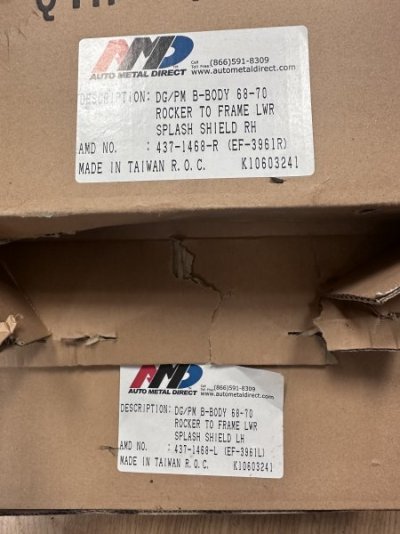 AMD
Call Toll Free (866)591-8309
AUTO METAL DIRECT www.autometaldirect.com
DESCRIPTION: DG/PM B-BODY 68-70
ROCKER TO FRAME LWR
SPLASH SHIELD RH
AMD NO. : 437-1468-R (EF-3961R)
MADE IN TAIWAN R.O.C. K10603241
AMD
(866)591-8309
AUTO METAL DIRECT www.autometaldirect.com
DESCRIPTION: DG/PM B-BODY 68-70
ROCKER TO FRAME LWR
SPLASH SHIELD LH
AMD NO. : 437-1468-L (EF-3961L)
MADE IN TAIWAN R.O.C. K10603241